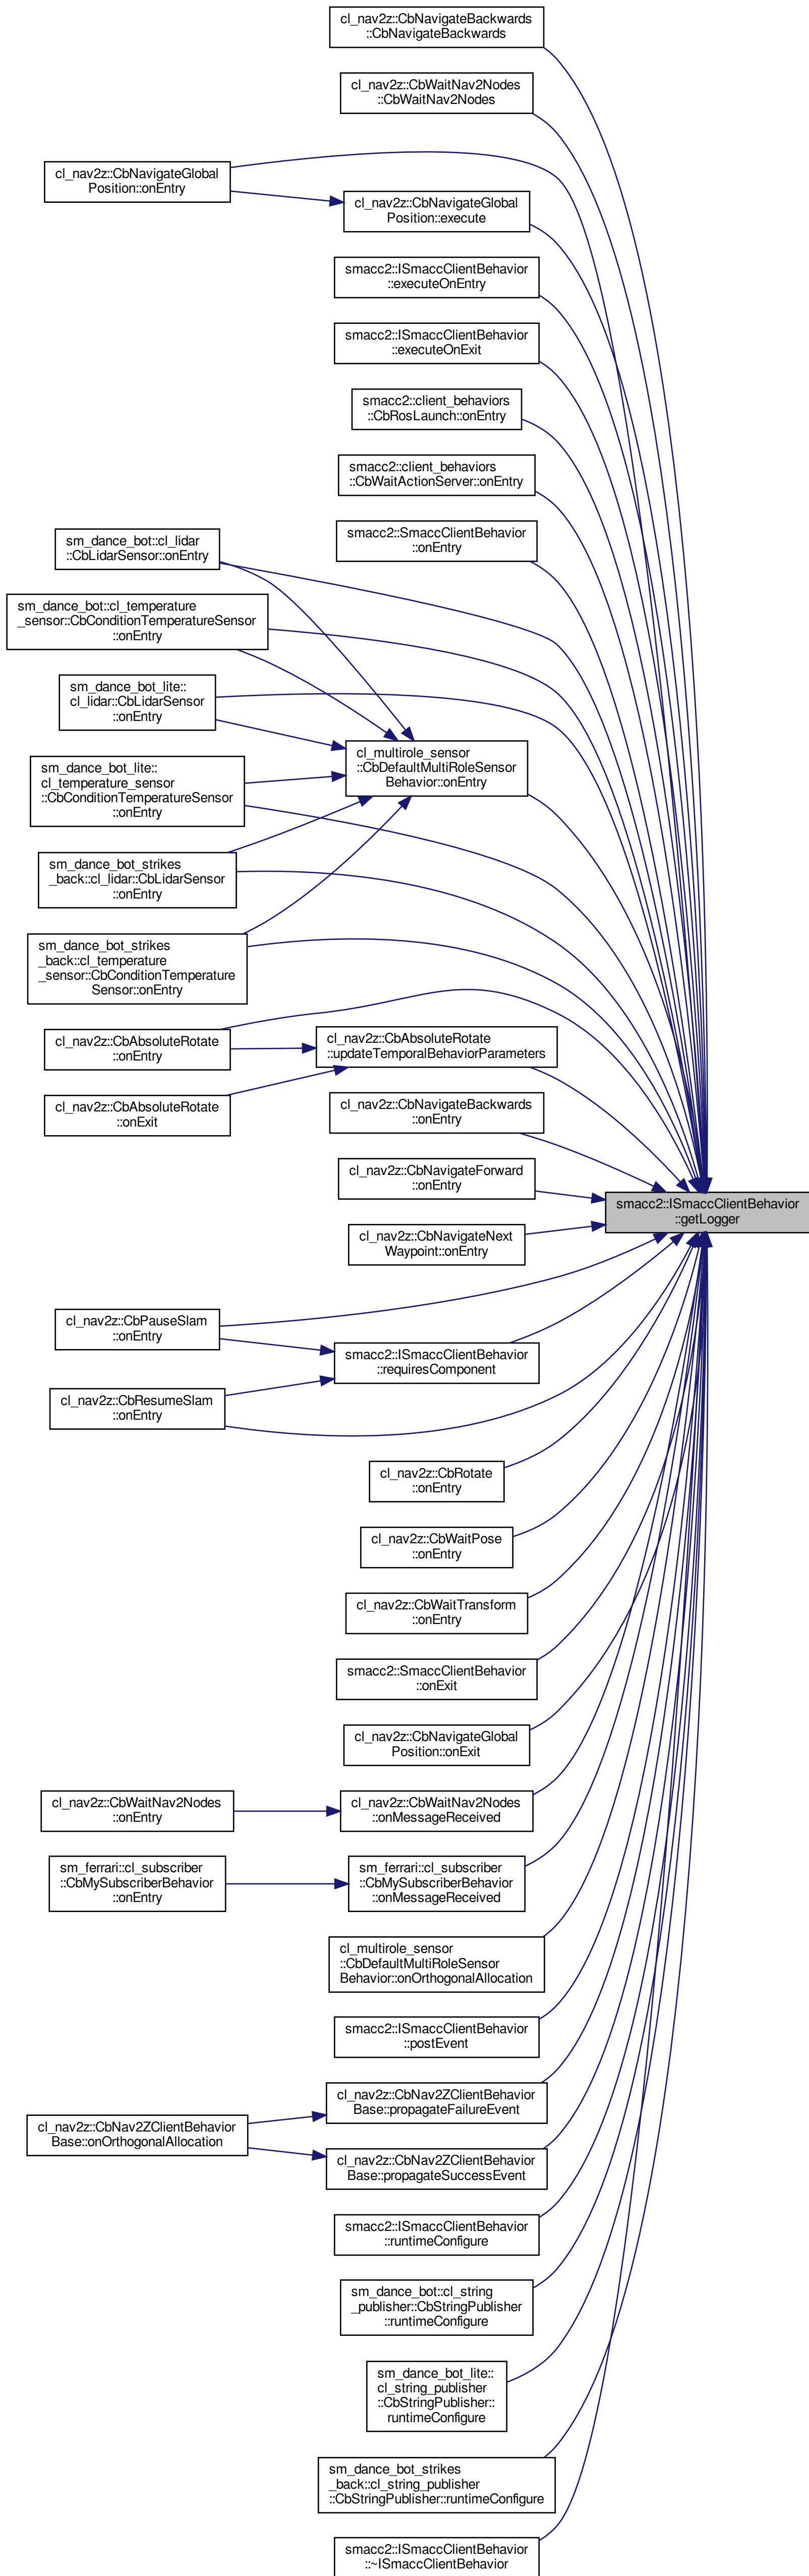 cl_nav2z::CbNavigateBackwards
::CbNavigateBackwards
cl_nav2z::CbWaitNav2Nodes
::CbWaitNav2Nodes
cl_nav2z::CbNavigateGlobal
Position::onEntry
cl_nav2z::CbNavigateGlobal
Position::execute
smacc2::ISmaccClientBehavior
::executeOnEntry
smacc2::ISmaccClientBehavior
::executeOnExit
smacc2::client_behaviors
::CbRosLaunch::onEntry
smacc2::client_behaviors
::CbWaitActionServer::onEntry
smacc2::SmaccClientBehavior
::onEntry
sm_dance_bot::cl_lidar
::CbLidarSensor::onEntry
sm_dance_bot::cl_temperature
_sensor::CbConditionTemperatureSensor
::onEntry
sm_dance_bot_lite::
cl_lidar::CbLidarSensor
::onEntry
cl_multirole_sensor
::CbDefaultMultiRoleSensor
Behavior::onEntry
sm_dance_bot_lite::
cl_temperature_sensor
::CbConditionTemperatureSensor
::onEntry
sm_dance_bot_strikes
_back::cl_lidar::CbLidarSensor
::onEntry
sm_dance_bot_strikes
_back::cl_temperature
_sensor::CbConditionTemperature
Sensor::onEntry
cl_nav2z::CbAbsoluteRotate
::onEntry
cl_nav2z::CbAbsoluteRotate
::updateTemporalBehaviorParameters
cl_nav2z::CbAbsoluteRotate
::onExit
cl_nav2z::CbNavigateBackwards
::onEntry
cl_nav2z::CbNavigateForward
::onEntry
smacc2::ISmaccClientBehavior
::getLogger
cl_nav2z::CbNavigateNext
Waypoint::onEntry
cl_nav2z::CbPauseSlam
::onEntry
smacc2::ISmaccClientBehavior
::requiresComponent
cl_nav2z::CbResumeSlam
::onEntry
cl_nav2z::CbRotate
::onEntry
cl_nav2z::CbWaitPose
::onEntry
cl_nav2z::CbWaitTransform
::onEntry
smacc2::SmaccClientBehavior
::onExit
cl_nav2z::CbNavigateGlobal
Position::onExit
cl_nav2z::CbWaitNav2Nodes
::onEntry
cl_nav2z::CbWaitNav2Nodes
::onMessageReceived
sm_ferrari::cl_subscriber
::CbMySubscriberBehavior
::onEntry
sm_ferrari::cl_subscriber
::CbMySubscriberBehavior
::onMessageReceived
cl_multirole_sensor
::CbDefaultMultiRoleSensor
Behavior::onOrthogonalAllocation
smacc2::ISmaccClientBehavior
::postEvent
cl_nav2z::CbNav2ZClientBehavior
Base::propagateFailureEvent
cl_nav2z::CbNav2ZClientBehavior
Base::onOrthogonalAllocation
cl_nav2z::CbNav2ZClientBehavior
Base::propagateSuccessEvent
smacc2::ISmaccClientBehavior
::runtimeConfigure
sm_dance_bot::cl_string
_publisher::CbStringPublisher
::runtimeConfigure
sm_dance_bot_lite::
cl_string_publisher
::CbStringPublisher::
runtimeConfigure
sm_dance_bot_strikes
_back::cl_string_publisher
::CbStringPublisher::runtimeConfigure
smacc2::ISmaccClientBehavior
::~ISmaccClientBehavior